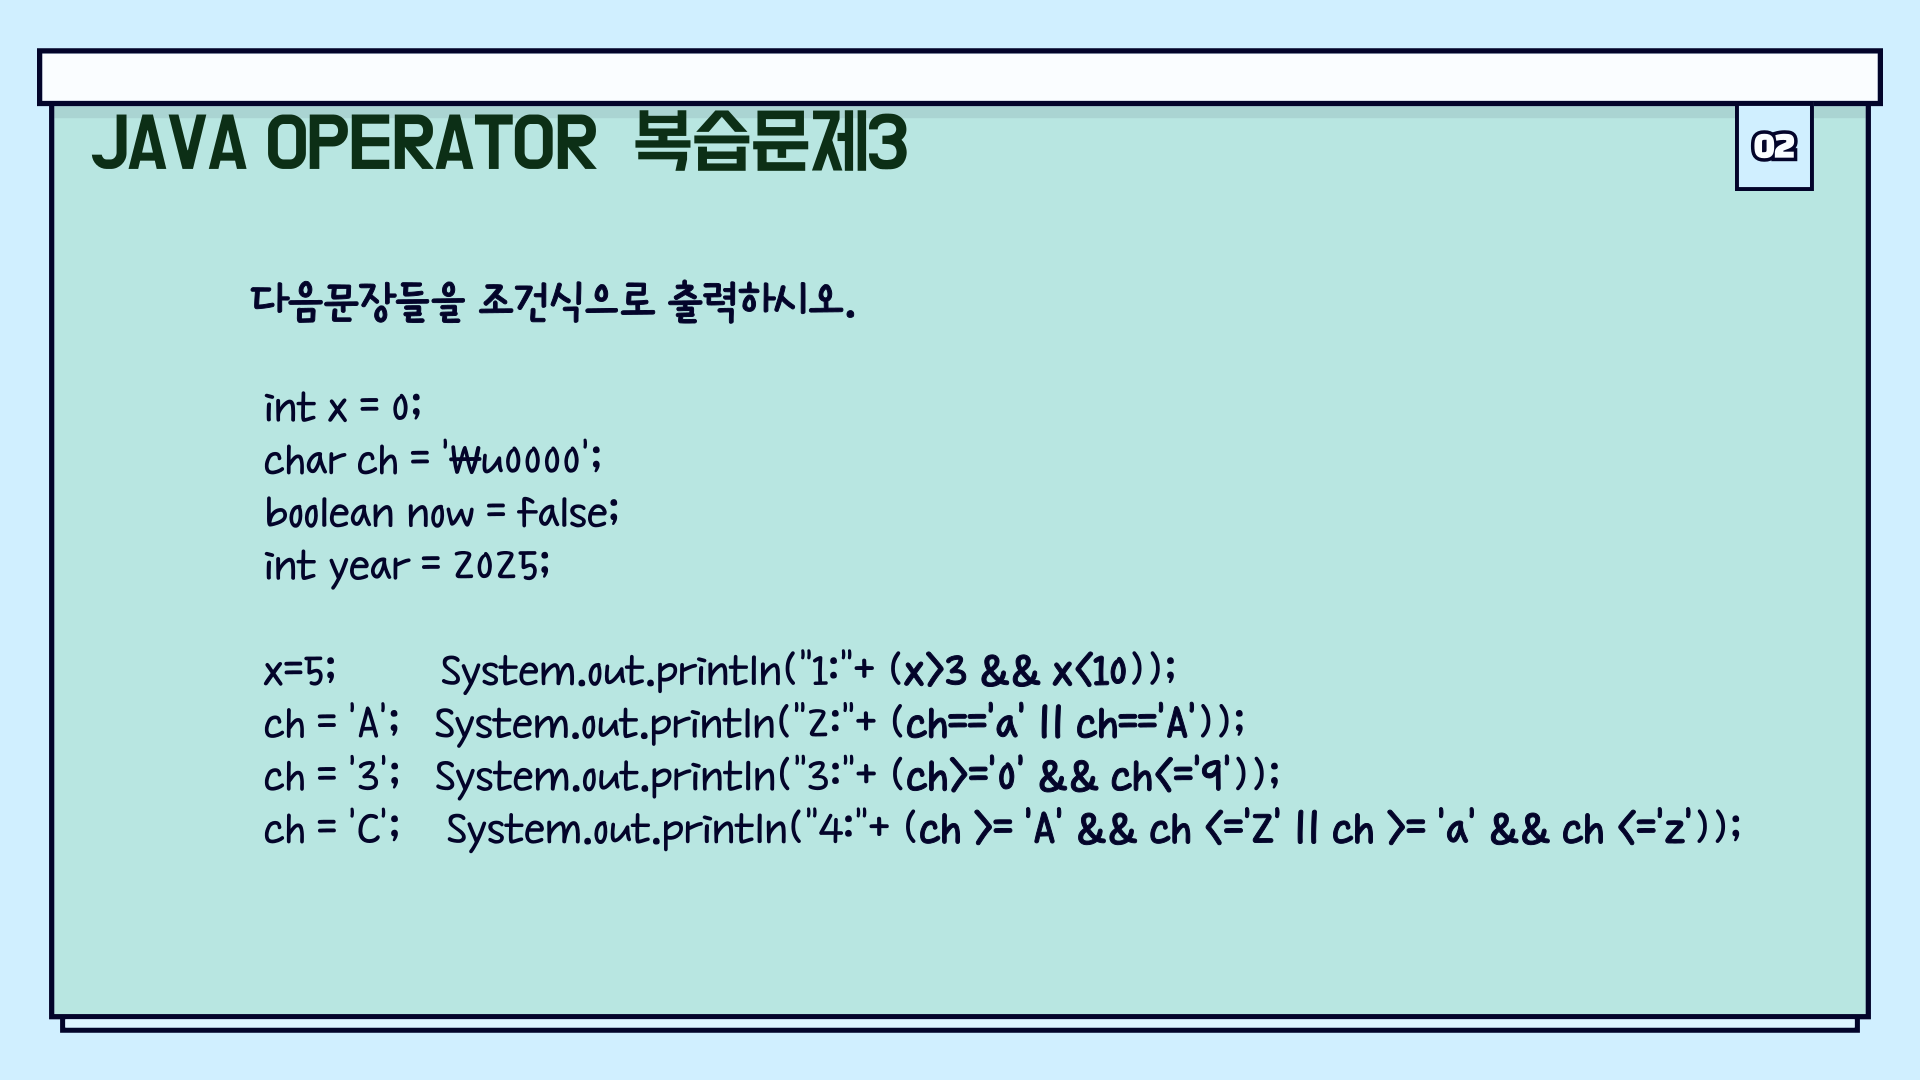 JAVA OPERATOR 복습문제3
02
다음문장들을 조건식으로 출력하시오.
int x = 0;
char ch = '₩u0000';
boolean now = false;
int year = 2025;
x=5; System.out.println("1:"+ (x>3 && x<10));
ch = 'A'; System.out.println("2:"+ (ch=='a' || ch=='A'));
ch = '3'; System.out.println("3:"+ (ch>='0' && ch<='9'));
ch = 'C'; System.out.println("4:"+ (ch >= 'A' && ch <='Z' || ch >= 'a' && ch <='z'));